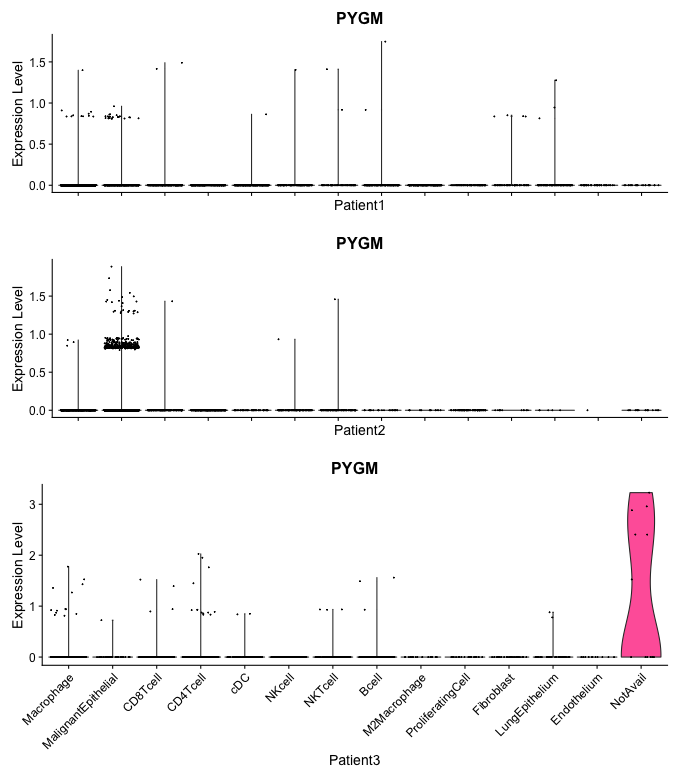 PYGM
Expression Level
1.5
1.0
0.5
0.0
Patient1
PYGM
Expression Level
1.5
1.0
0.5
0.0
Patient2
PYGM
Expression Level
3
2
1
0
Macrophage
MalignantEpithelial
CD8Tcell
CD4Tcell
cDC
NKcell
NKTcell
Bcell
M2Macrophage
ProliferatingCell
Fibroblast
LungEpithelium
Endothelium
NotAvail
Patient3